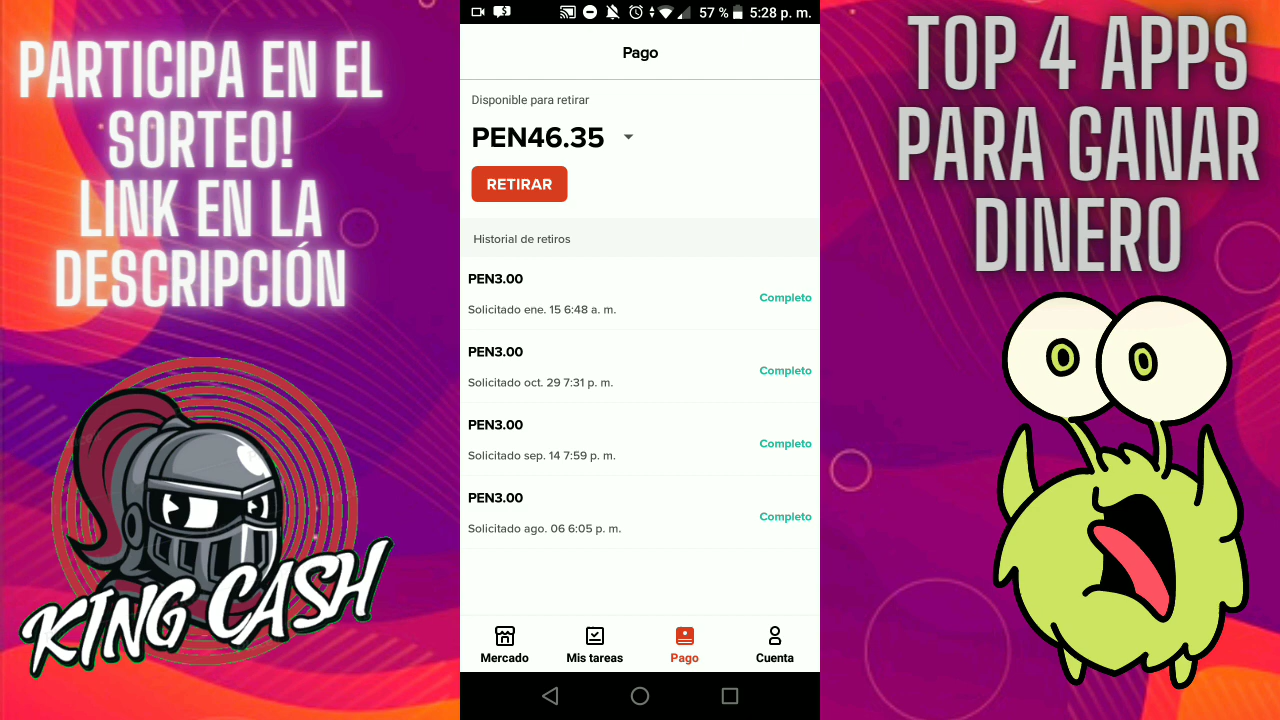 PARTICIPA EN EL
SORTEO!
LINK EN LA
DESCRIPCIÓN
KING CASH
57 % 5:28 p. m.
Pago
Disponible para retirar
PEN46.35
RETIRAR
Historial de retiros
PEN3.00
Completo
Solicitado ene. 15 6:48 a. m.
PEN3.00
Completo
Solicitado oct. 29 7:31 p. m.
PEN3.00
Completo
Solicitado sep. 14 7:59 p. m.
PEN3.00
Completo
Solicitado ago. 06 6:05 p. m.
Mercado Mis tareas Pago Cuenta
TOP 4 APPS
PARA GANAR
DINERO